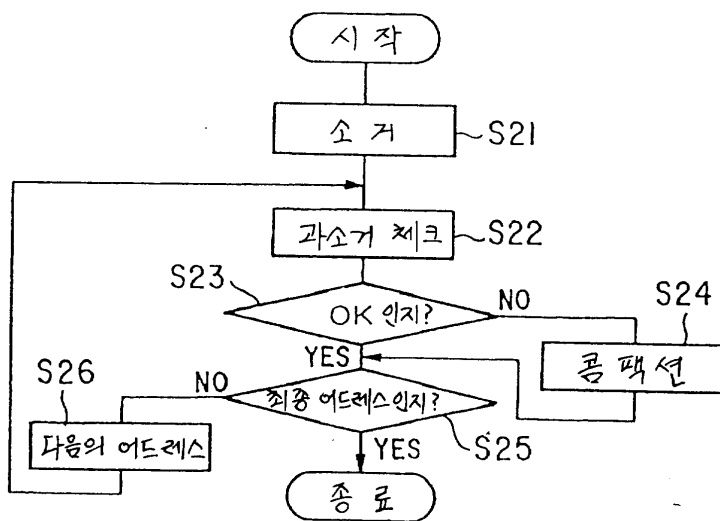 시작
소거
S21
과소거 체크
S22
S23
OK 인지?
NO
S24
콤팩션
YES
S26
NO
최종 어드레스인지?
다음의 어드레스
YES
S25
종료